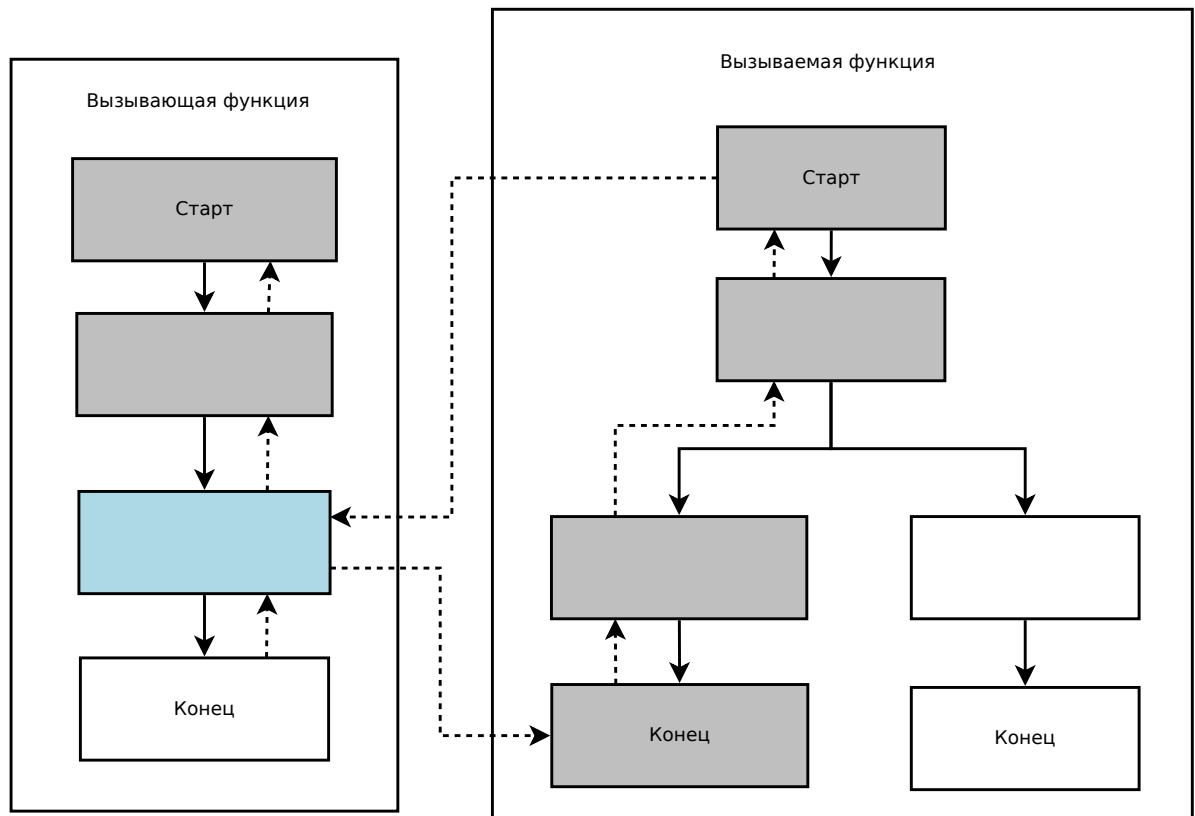 Вызывающая функция
Старт
Конец
Вызываемая функция
Старт
Конец
Конец